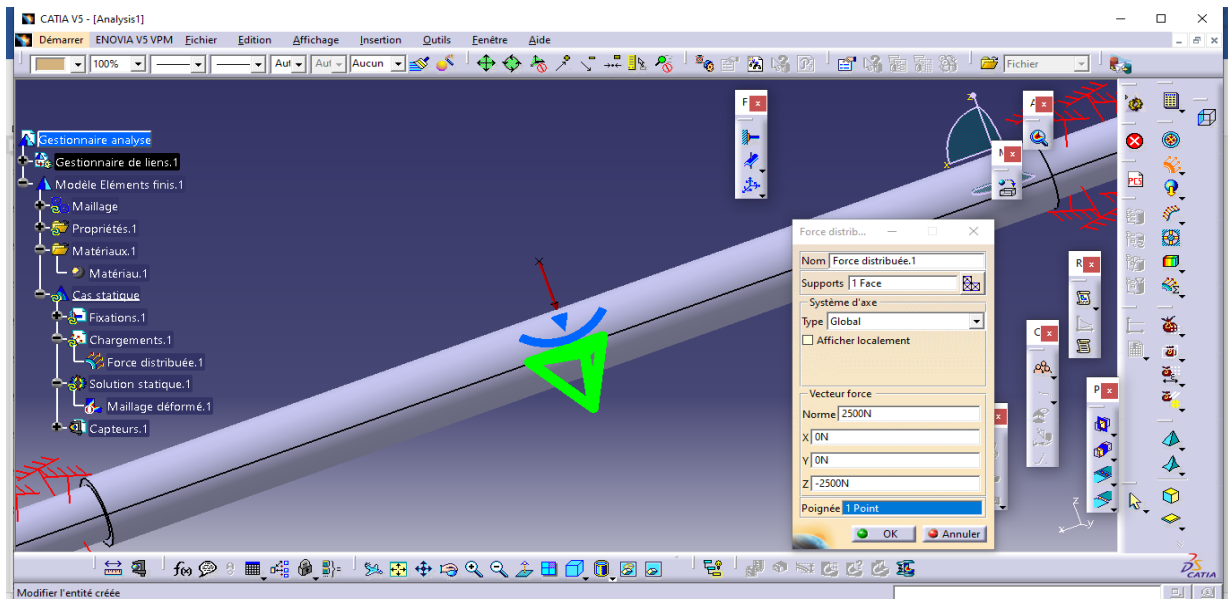 CATIA V5 - [Analysis1]
Démarrer ENOVIA V5 VPM Fichier Edition Affichage Insertion Outils Fenêtre Aide
100% Aut Aut Aucun Fichier
Gestionnaire analyse
Gestionnaire de liens.1
Modèle Eléments finis.1
Maillage
Propriétés.1
Matériaux.1
Matériau.1
Cas statique
Fixations.1
Chargements.1
Force distribuée.1
Solution statique.1
Maillage déformé.1
Capteurs.1
F
A
M
z
x
R
C
P
Force distrib...
Nom Force distribuée.1
Supports 1 Face
Système d'axe
Type Global
Afficher localement
Vecteur force
Norme 2500N
X 0N
Y 0N
Z -2500N
Poignée 1 Point
OK Annuler
z
x y
PCS
f(x)
CATIA
Modifier l'entité créée